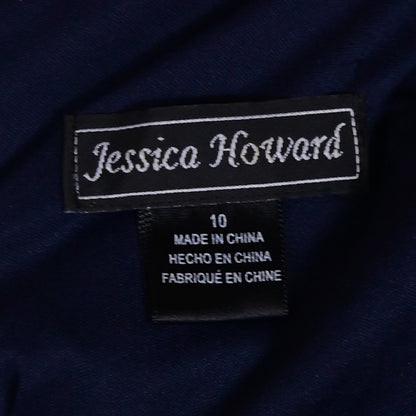 Jessica Howard
10
MADE IN CHINA
HECHO EN CHINA
FABRIQUÉ EN CHINE